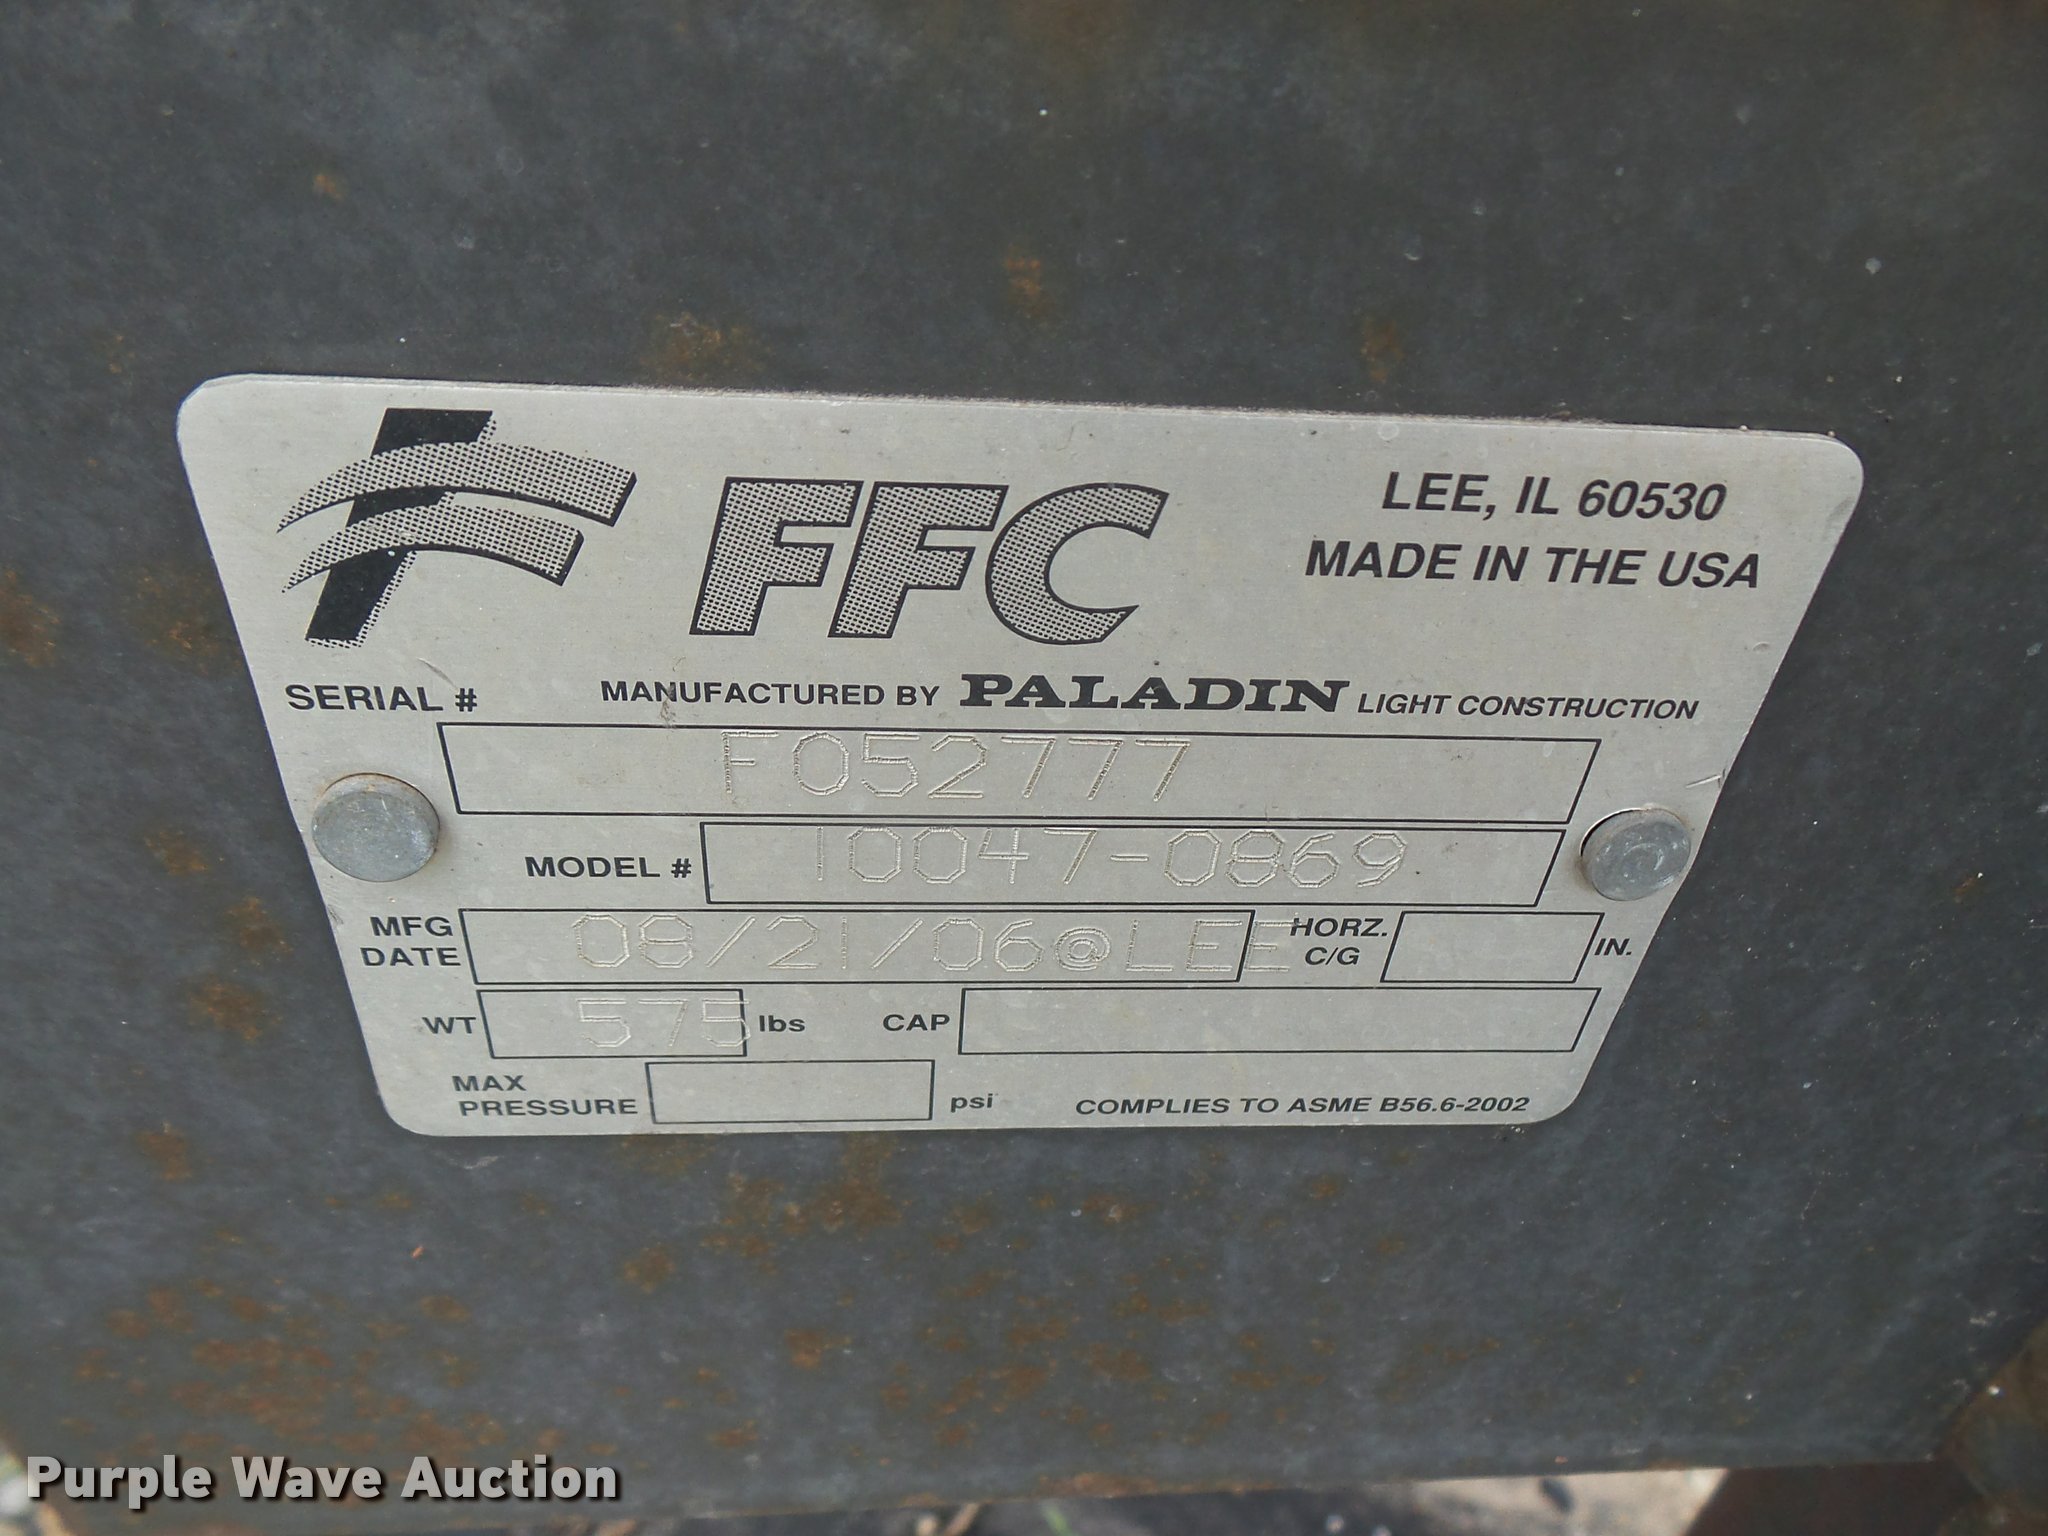 FFC
LEE, IL 60530
MADE IN THE USA
SERIAL #
MANUFACTURED BY PALADIN LIGHT CONSTRUCTION
F052777
MODEL # 10047-0869
MFG DATE 08/21/06@LEE HORZ. C/G IN.
WT 575 lbs CAP
MAX PRESSURE psi COMPLIES TO ASME B56.6-2002
Purple Wave Auction